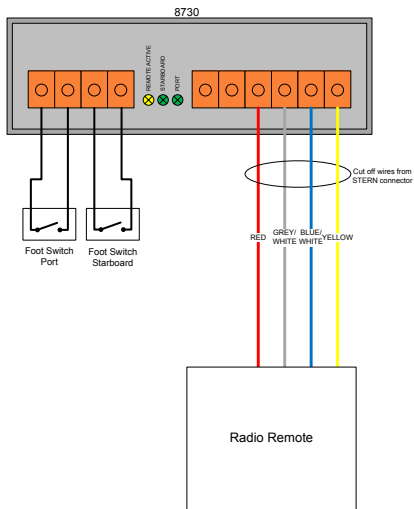 8730
REMOTE ACTIVE
STARBOARD
PORT
Cut off wires from
STERN connector
RED
GREY/
WHITE
BLUE/
WHITE
YELLOW
Foot Switch
Port
Foot Switch
Starboard
Radio Remote